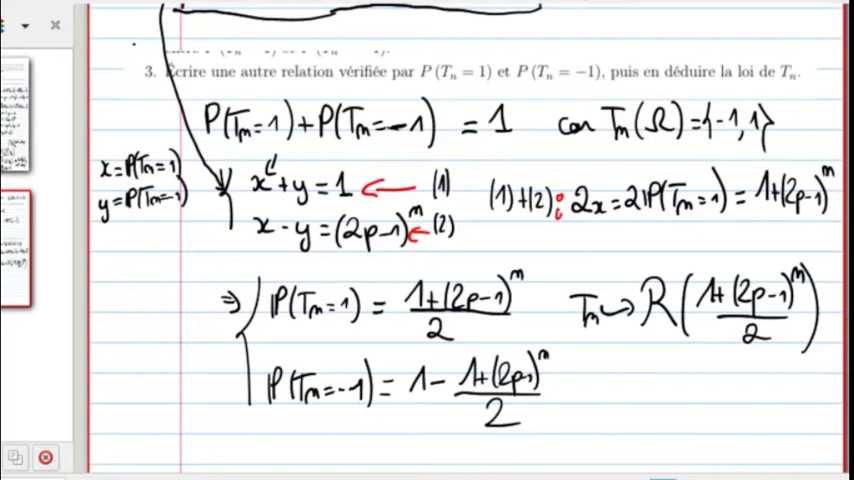 3. Écrire une autre relation vérifiée par P (Tₙ = 1) et P (Tₙ = −1), puis en déduire la loi de Tₙ.
P(Tₙ=1)+P(Tₙ=-1) = 1 car Tₙ(Ω)={-1,1}
x=P(Tₙ=1)
y=P(Tₙ=-1)
x+y=1 ← (1)
x-y=(2p-1)ⁿ ← (2)
(1)+(2): 2x=2P(Tₙ=1)=1+(2p-1)ⁿ
⇒ { P(Tₙ=1) = (1+(2p-1)ⁿ)/2
Tₙ ↪ R((1+(2p-1)ⁿ)/2)
P(Tₙ=-1) = 1 - (1+(2p-1)ⁿ)/2